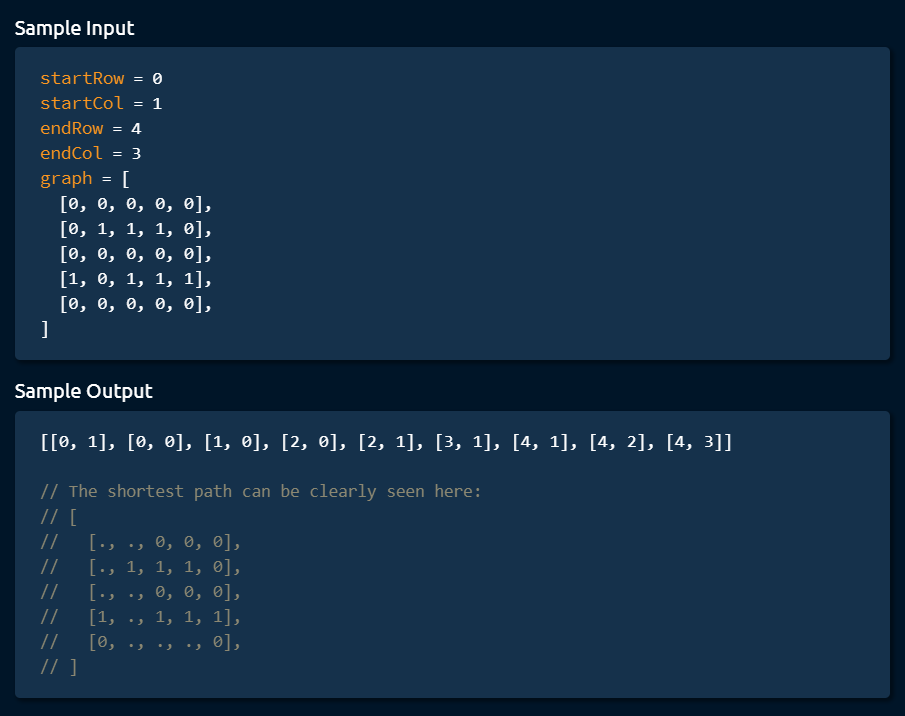 Sample Input
startRow = 0
startCol = 1
endRow = 4
endCol = 3
graph = [
  [0, 0, 0, 0, 0],
  [0, 1, 1, 1, 0],
  [0, 0, 0, 0, 0],
  [1, 0, 1, 1, 1],
  [0, 0, 0, 0, 0],
]
Sample Output
[[0, 1], [0, 0], [1, 0], [2, 0], [2, 1], [3, 1], [4, 1], [4, 2], [4, 3]]
// The shortest path can be clearly seen here:
// [
//   [., ., 0, 0, 0],
//   [., 1, 1, 1, 0],
//   [., ., 0, 0, 0],
//   [1, ., 1, 1, 1],
//   [0, ., ., ., 0],
// ]